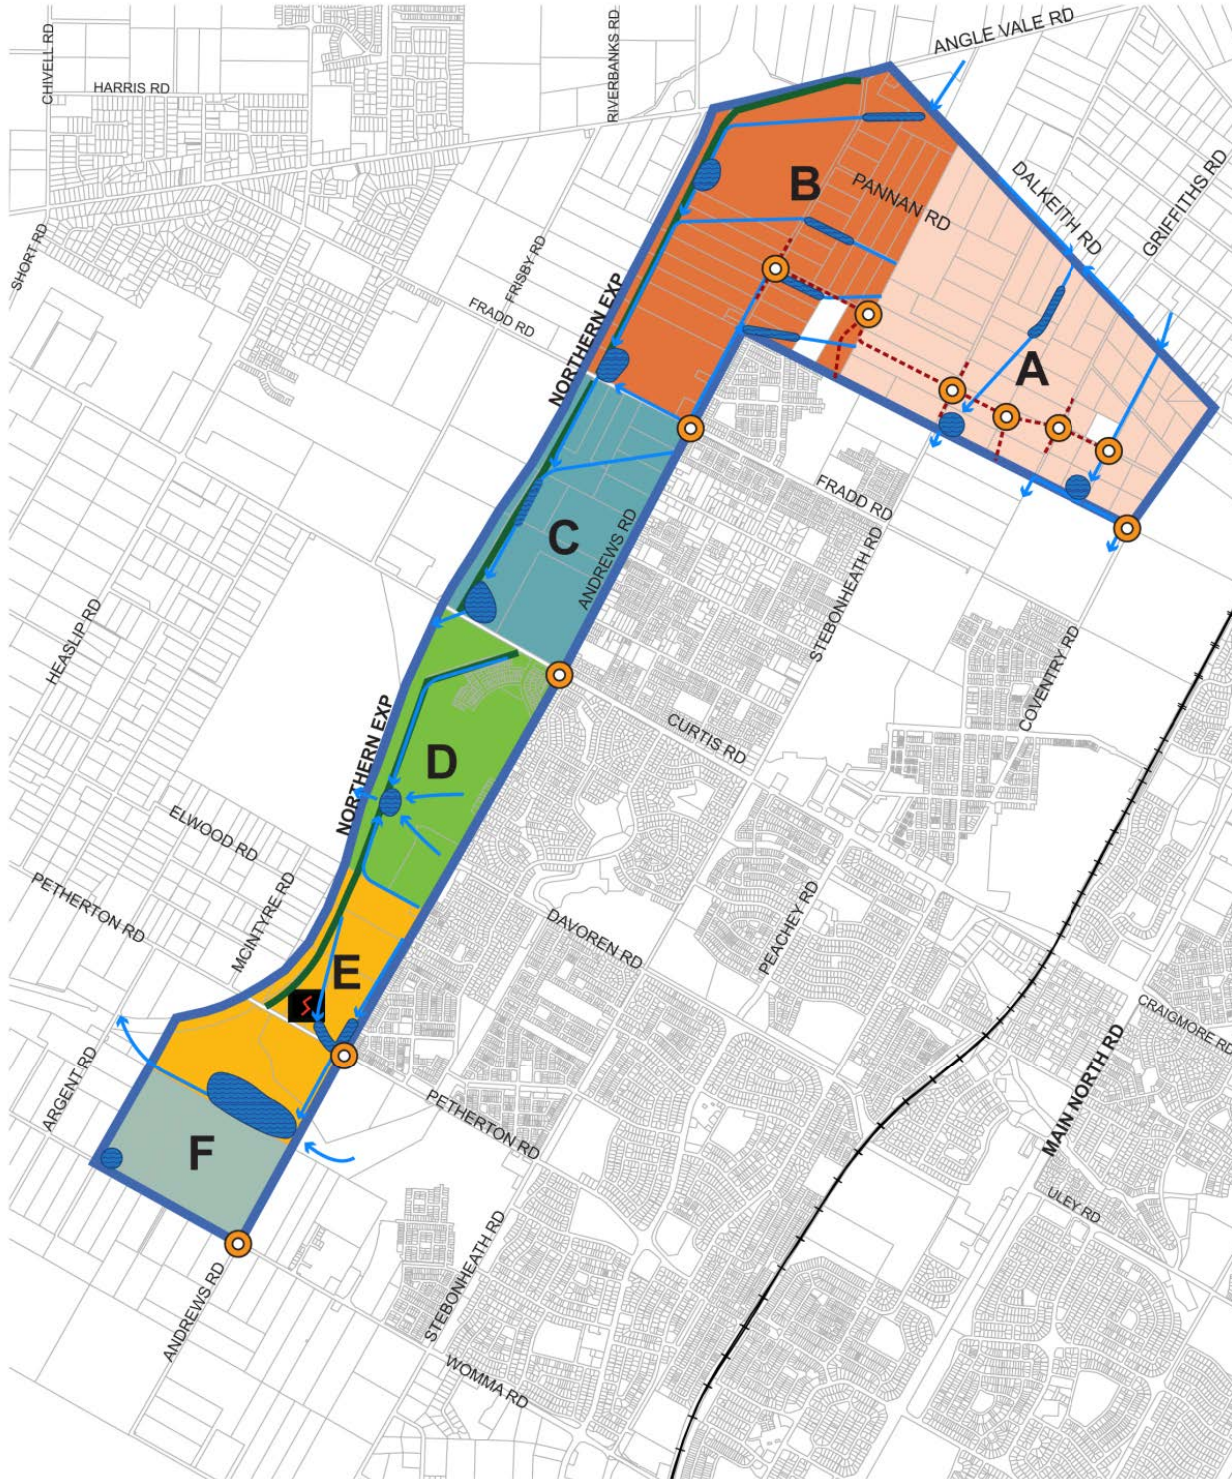 ANGLE VALE RD
CHIVELL RD
HARRIS RD
RIVERBANKS RD
GRIFFITHS RD
DALKEITH RD
B
PANNAN RD
SHORT RD
FRISBY RD
FRADD RD
NORTHERN EXP
A
FRADD RD
C
ANDREWS RD
STEBONHEATH RD
HEASLIP RD
COVENTRY RD
CURTIS RD
D
NORTHERN EXP
ELWOOD RD
PETHERTON RD
MCINTYRE RD
DAVOREN RD
PEACHEY RD
E
CRAIGMORE RD
MAIN NORTH RD
ARGENT RD
PETHERTON RD
F
ULEY RD
STEBONHEATH RD
ANDREWS RD
WOMMA RD